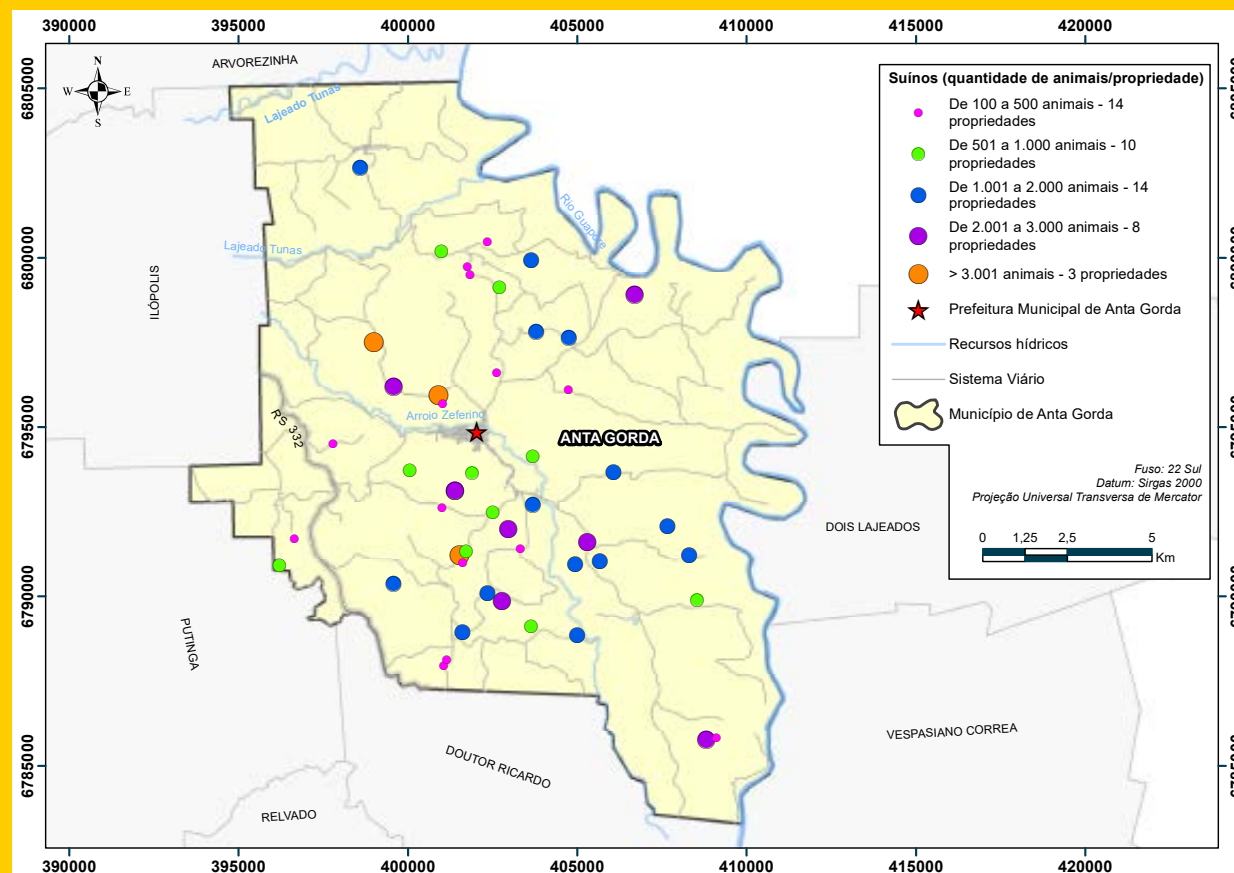 390000
395000
400000
405000
410000
415000
420000
6805000
6800000
6795000
6790000
6785000
N
W
E
S
ARVOREZINHA
Lajeado Tunas
Lajeado Tunas
Rio Guaporé
ILÓPOLIS
RS 332
Arroio Zeferino
ANTA GORDA
DOIS LAJEADOS
PUTINGA
DOUTOR RICARDO
VESPASIANO CORREA
RELVADO
Suínos (quantidade de animais/propriedade)
De 100 a 500 animais - 14
propriedades
De 501 a 1.000 animais - 10
propriedades
De 1.001 a 2.000 animais - 14
propriedades
De 2.001 a 3.000 animais - 8
propriedades
> 3.001 animais - 3 propriedades
Prefeitura Municipal de Anta Gorda
Recursos hídricos
Sistema Viário
Município de Anta Gorda
Fuso: 22 Sul
Datum: Sirgas 2000
Projeção Universal Transversa de Mercator
0 1,25 2,5 5
Km
390000
395000
400000
405000
410000
415000
420000